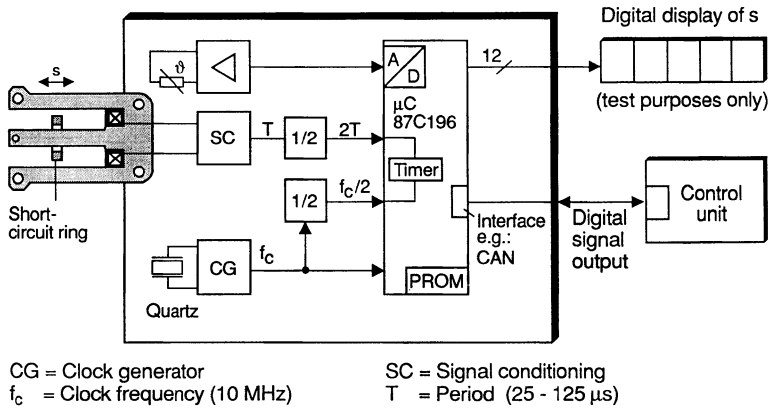 Digital display of s
(test purposes only)
s
ϑ
A
D
12
μC
87C196
SC
T
1/2
2T
Timer
1/2
fc/2
Short-
circuit ring
Interface
e.g.:
CAN
Digital
signal
output
Control
unit
CG
fc
PROM
Quartz
CG = Clock generator
SC = Signal conditioning
fc = Clock frequency (10 MHz)
T = Period (25 - 125 μs)